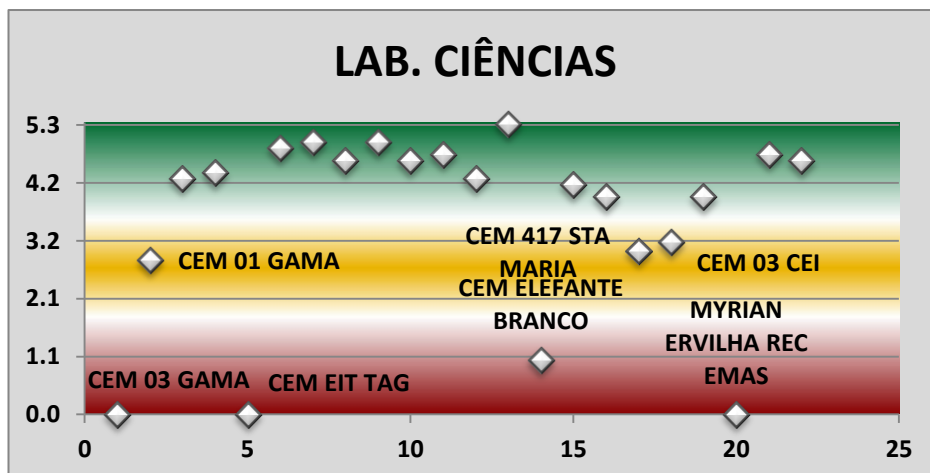 LAB. CIÊNCIAS
5.3
4.2
3.2
2.1
1.1
0.0
CEM 01 GAMA
CEM 417 STA
MARIA
CEM 03 CEI
CEM ELEFANTE
BRANCO
MYRIAN
ERVILHA REC
EMAS
CEM 03 GAMA
CEM EIT TAG
0
5
10
15
20
25